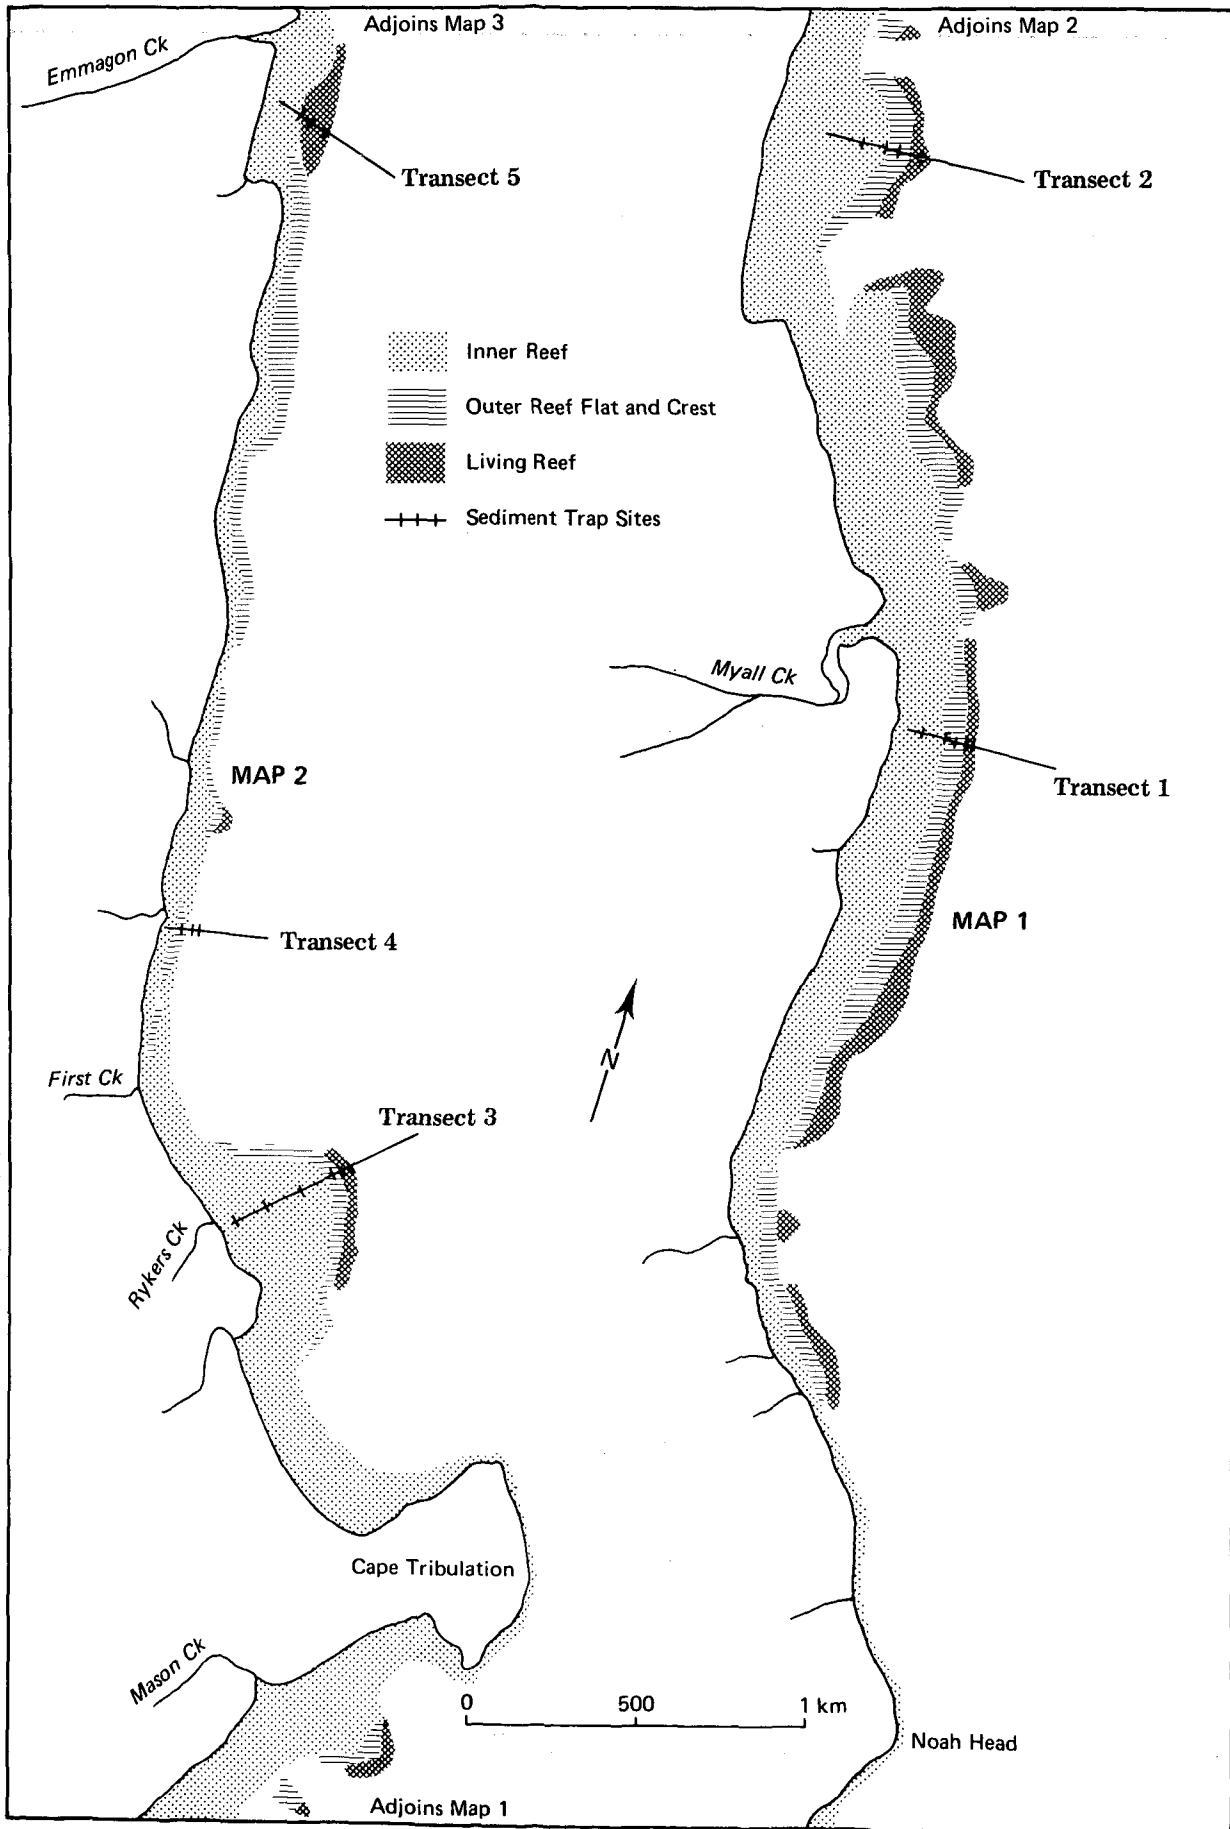 Adjoins Map 3
Adjoins Map 2
Emmagon Ck
Transect 5
Transect 2
Inner Reef
Outer Reef Flat and Crest
Living Reef
Sediment Trap Sites
Myall Ck
MAP 2
Transect 1
MAP 1
Transect 4
N
First Ck
Transect 3
Rykers Ck
Cape Tribulation
Mason Ck
0 500 1 km
Noah Head
Adjoins Map 1